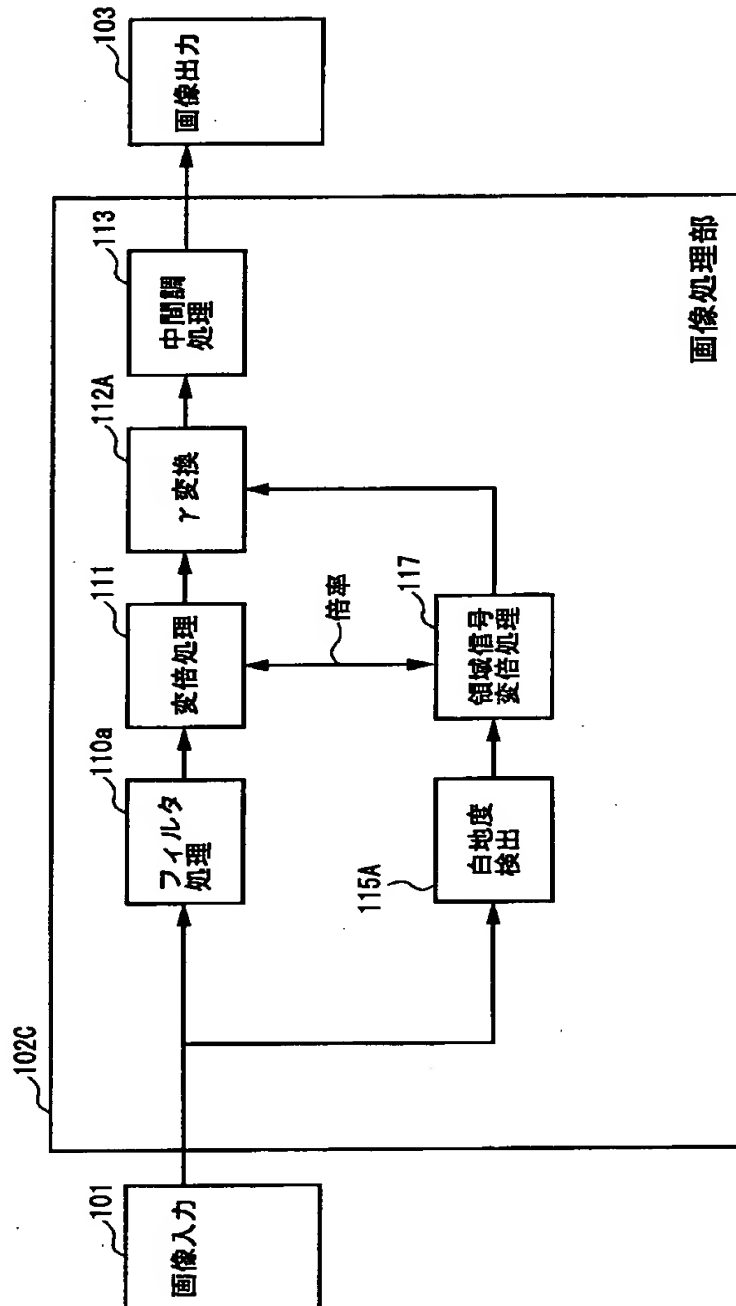 102C
101
画像入力
110a
フィルタ
処理
111
変倍処理
112A
γ変換
113
中間調
処理
103
画像出力
倍率
115A
白地度
検出
117
領域信号
変倍処理
画像処理部